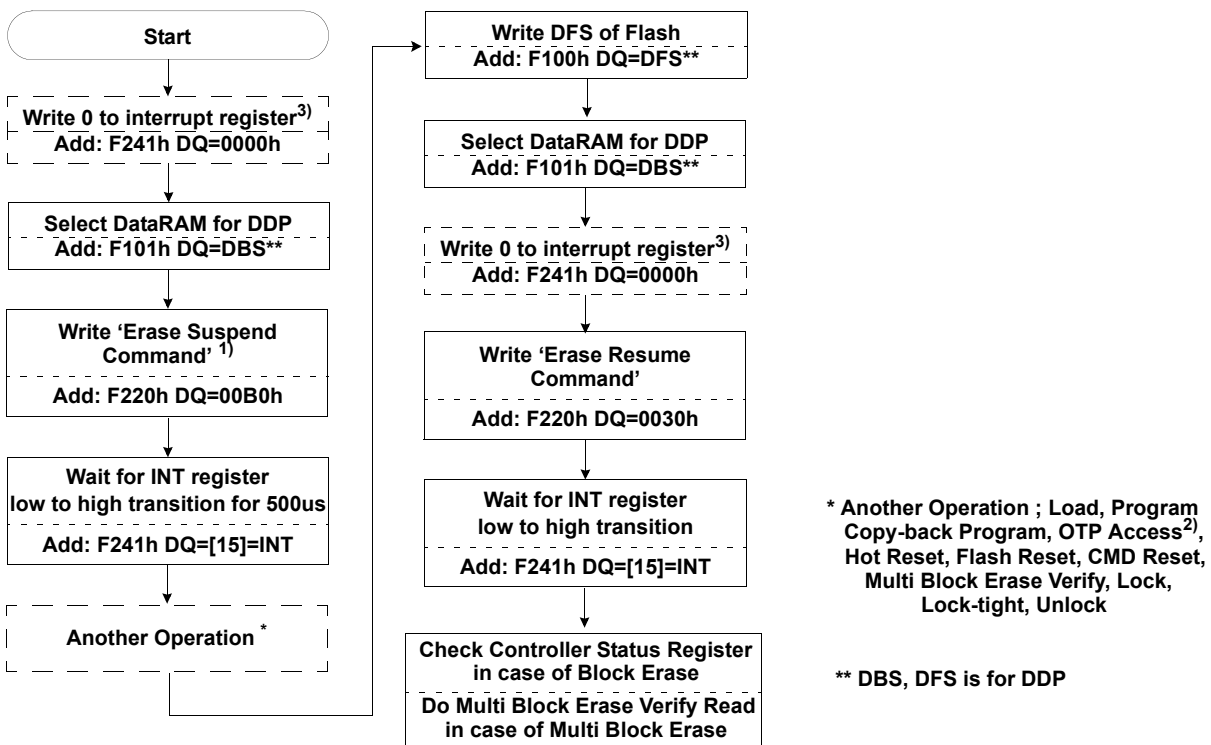 Start
Write 0 to interrupt register3)
Add: F241h DQ=0000h
Select DataRAM for DDP
Add: F101h DQ=DBS**
Write ‘Erase Suspend
Command’ 1)
Add: F220h DQ=00B0h
Wait for INT register
low to high transition for 500us
Add: F241h DQ=[15]=INT
Another Operation *
Write DFS of Flash
Add: F100h DQ=DFS**
Select DataRAM for DDP
Add: F101h DQ=DBS**
Write 0 to interrupt register3)
Add: F241h DQ=0000h
Write ‘Erase Resume
Command’
Add: F220h DQ=0030h
Wait for INT register
low to high transition
Add: F241h DQ=[15]=INT
Check Controller Status Register
in case of Block Erase
Do Multi Block Erase Verify Read
in case of Multi Block Erase
* Another Operation ; Load, Program
Copy-back Program, OTP Access2),
Hot Reset, Flash Reset, CMD Reset,
Multi Block Erase Verify, Lock,
Lock-tight, Unlock
** DBS, DFS is for DDP